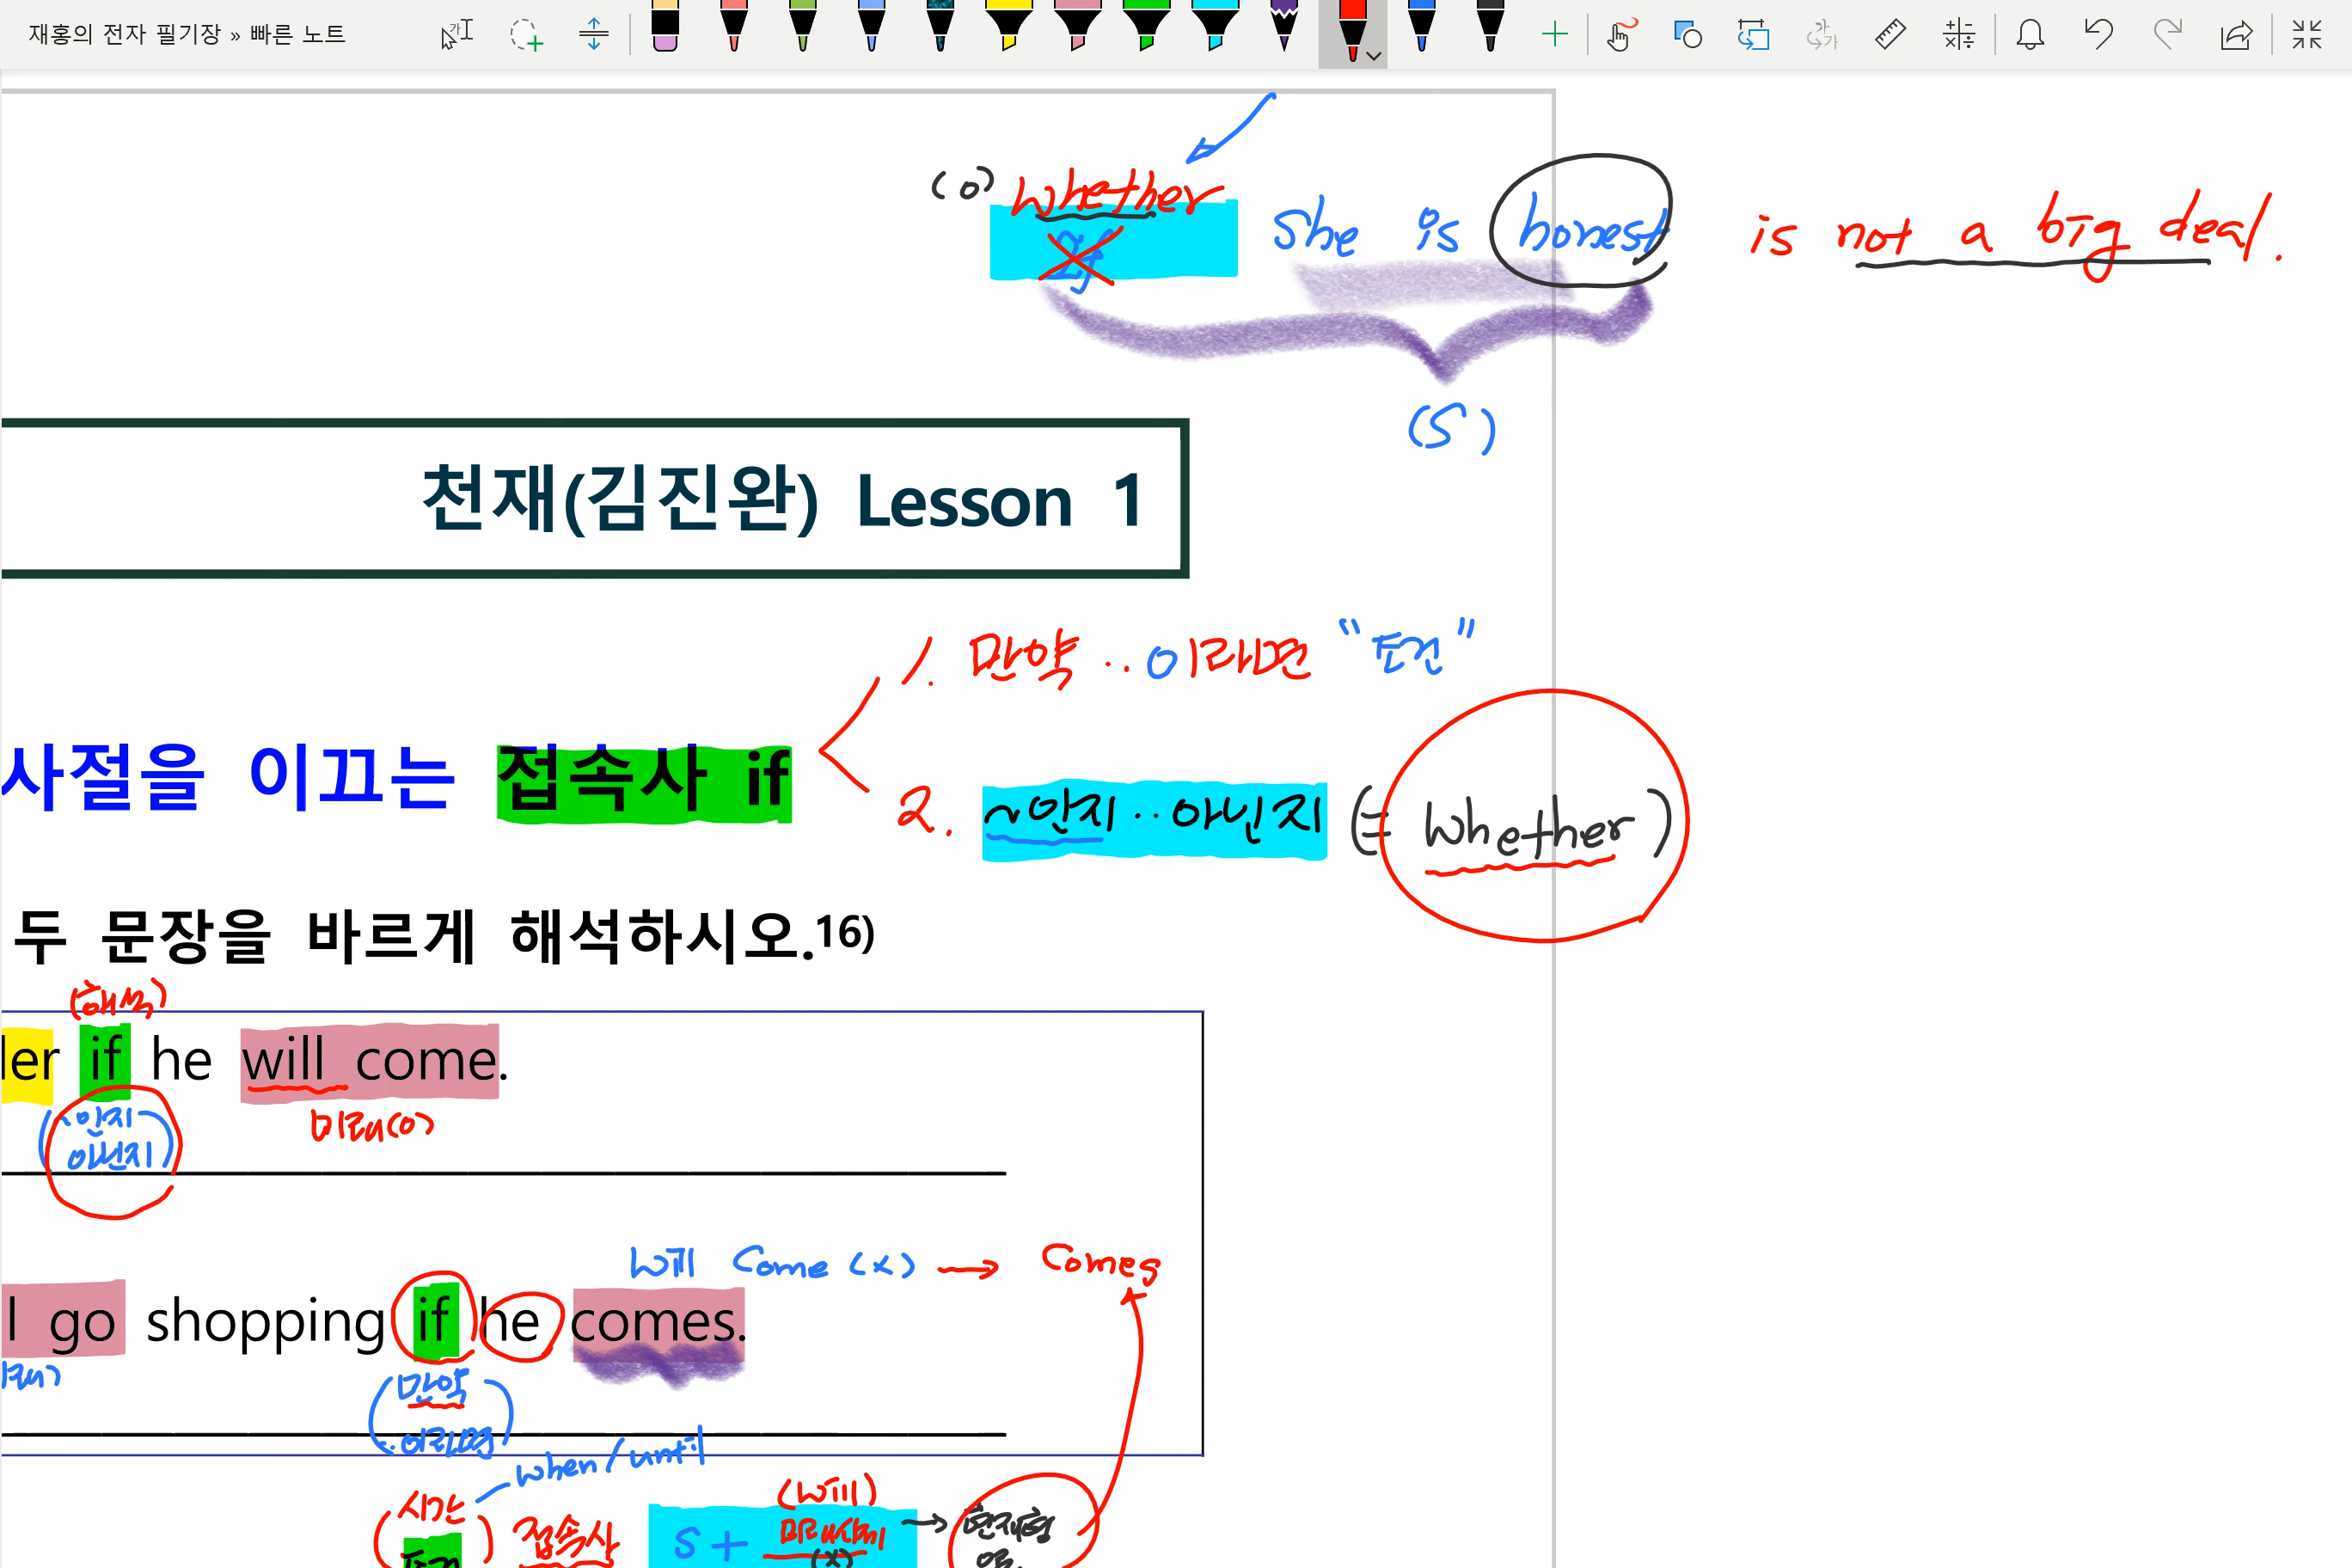 재홍의 전자 필기장 » 빠른 노트
(o) Whether
If she is honest is not a big deal.
(S)
천재(김진완) Lesson 1
1. 만약 .. 이라면 "조건"
사절을 이끄는 접속사 if
2. ~인지 .. 아닌지 (= Whether)
두 문장을 바르게 해석하시오.16)
(해석)
ler if he will come.
인지 미래(o)
아닌지
will come (x) → comes
l go shopping if he comes.
(만약
.. 이라면)
when / until
(시간 (will)
조건) 접속사 S + 미래시제 → 현재형
(x)